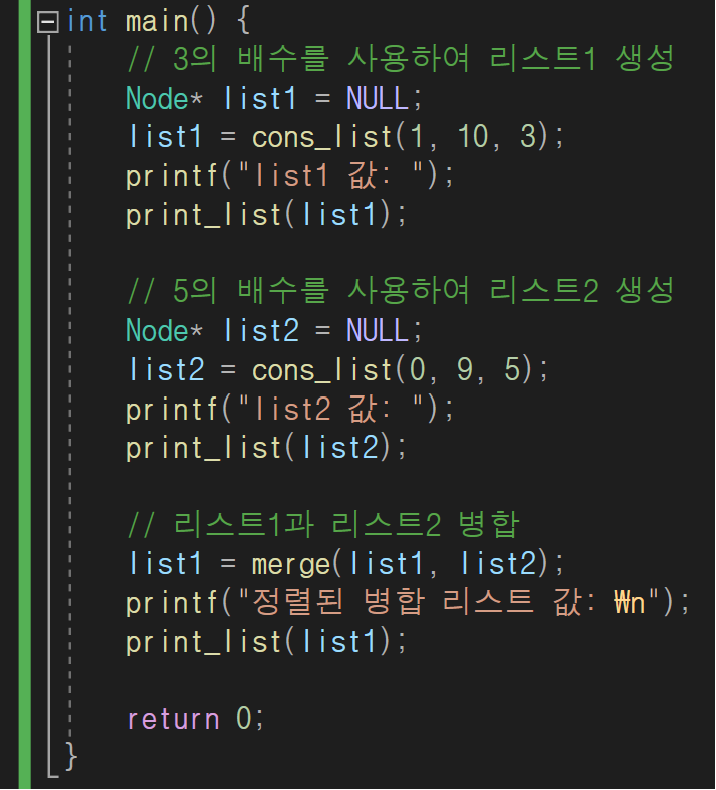 int main() {
// 3의 배수를 사용하여 리스트1 생성
Node* list1 = NULL;
list1 = cons_list(1, 10, 3);
printf("list1 값: ");
print_list(list1);
// 5의 배수를 사용하여 리스트2 생성
Node* list2 = NULL;
list2 = cons_list(0, 9, 5);
printf("list2 값: ");
print_list(list2);
// 리스트1과 리스트2 병합
list1 = merge(list1, list2);
printf("정렬된 병합 리스트 값: ₩n");
print_list(list1);
return 0;
}